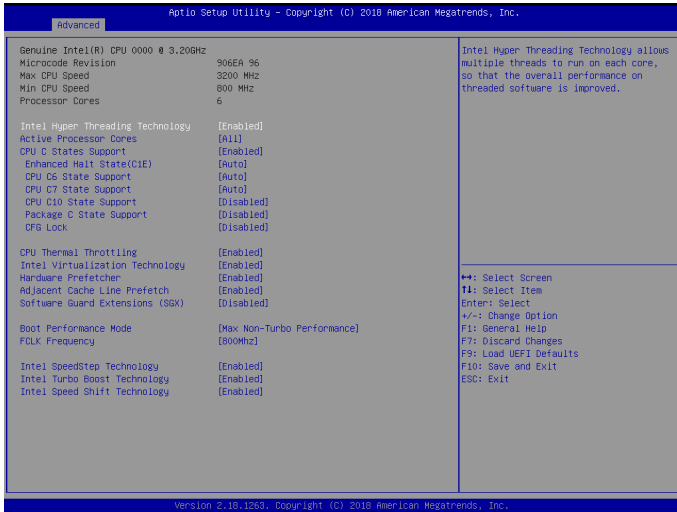 Aptio Setup Utility – Copyright (C) 2018 American Megatrends, Inc.
Advanced
Genuine Intel(R) CPU 0000 @ 3.20GHz
Microcode Revision 906EA 96
Max CPU Speed 3200 MHz
Min CPU Speed 800 MHz
Processor Cores 6
Intel Hyper Threading Technology [Enabled]
Active Processor Cores [All]
CPU C States Support [Enabled]
Enhanced Halt State(C1E) [Auto]
CPU C6 State Support [Auto]
CPU C7 State Support [Auto]
CPU C10 State Support [Disabled]
Package C State Support [Disabled]
CFG Lock [Disabled]
CPU Thermal Throttling [Enabled]
Intel Virtualization Technology [Enabled]
Hardware Prefetcher [Enabled]
Adjacent Cache Line Prefetch [Enabled]
Software Guard Extensions (SGX) [Disabled]
Boot Performance Mode [Max Non-Turbo Performance]
FCLK Frequency [800Mhz]
Intel SpeedStep Technology [Enabled]
Intel Turbo Boost Technology [Enabled]
Intel Speed Shift Technology [Enabled]
Intel Hyper Threading Technology allows
multiple threads to run on each core,
so that the overall performance on
threaded software is improved.
↔: Select Screen
↑↓: Select Item
Enter: Select
+/-: Change Option
F1: General Help
F7: Discard Changes
F9: Load UEFI Defaults
F10: Save and Exit
ESC: Exit
Version 2.18.1263. Copyright (C) 2018 American Megatrends, Inc.